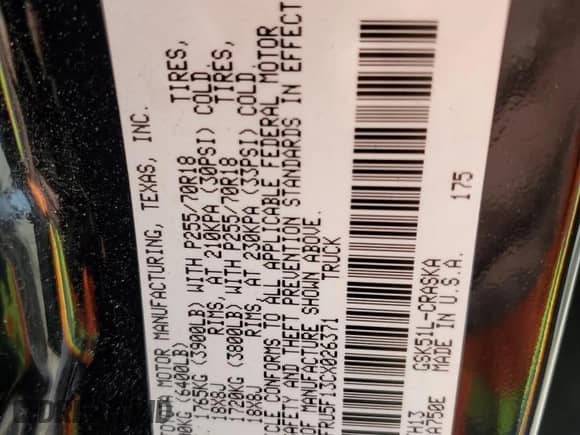 MOTOR MANUFACTURING, TEXAS, INC.
(6400LB)
1765KG (3900LB) WITH P255/70R18 TIRES,
18X8J RIMS, AT 210KPA (30PSI) COLD.
1720KG (3800LB) WITH P255/70R18 TIRES,
18X8J RIMS, AT 230KPA (33PSI) COLD.
CONFORMS TO ALL APPLICABLE FEDERAL MOTOR
SAFETY AND THEFT PREVENTION STANDARDS IN EFFECT
OF MANUFACTURE SHOWN ABOVE.
TRUCK
GSK51L-CRASKA 175
A750E MADE IN U.S.A.